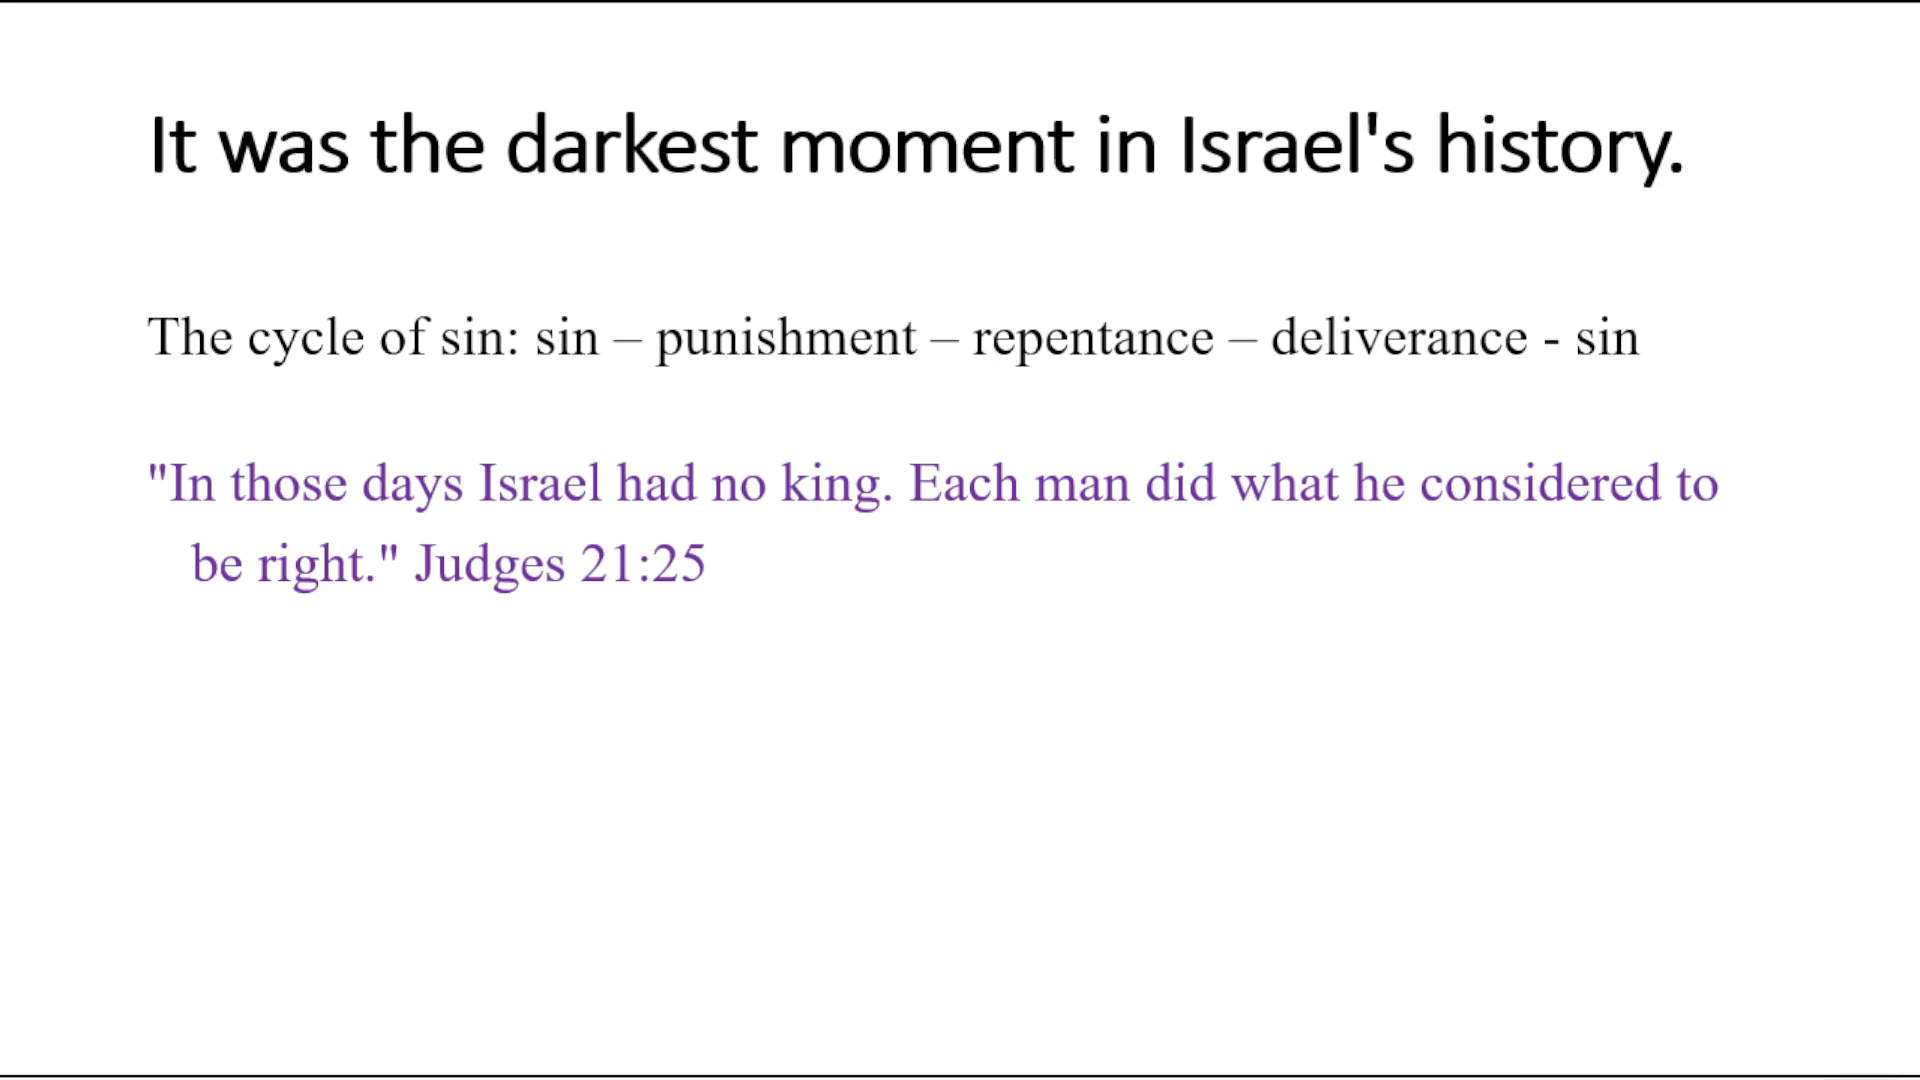 It was the darkest moment in Israel's history.
The cycle of sin: sin – punishment – repentance – deliverance - sin
"In those days Israel had no king. Each man did what he considered to
be right." Judges 21:25